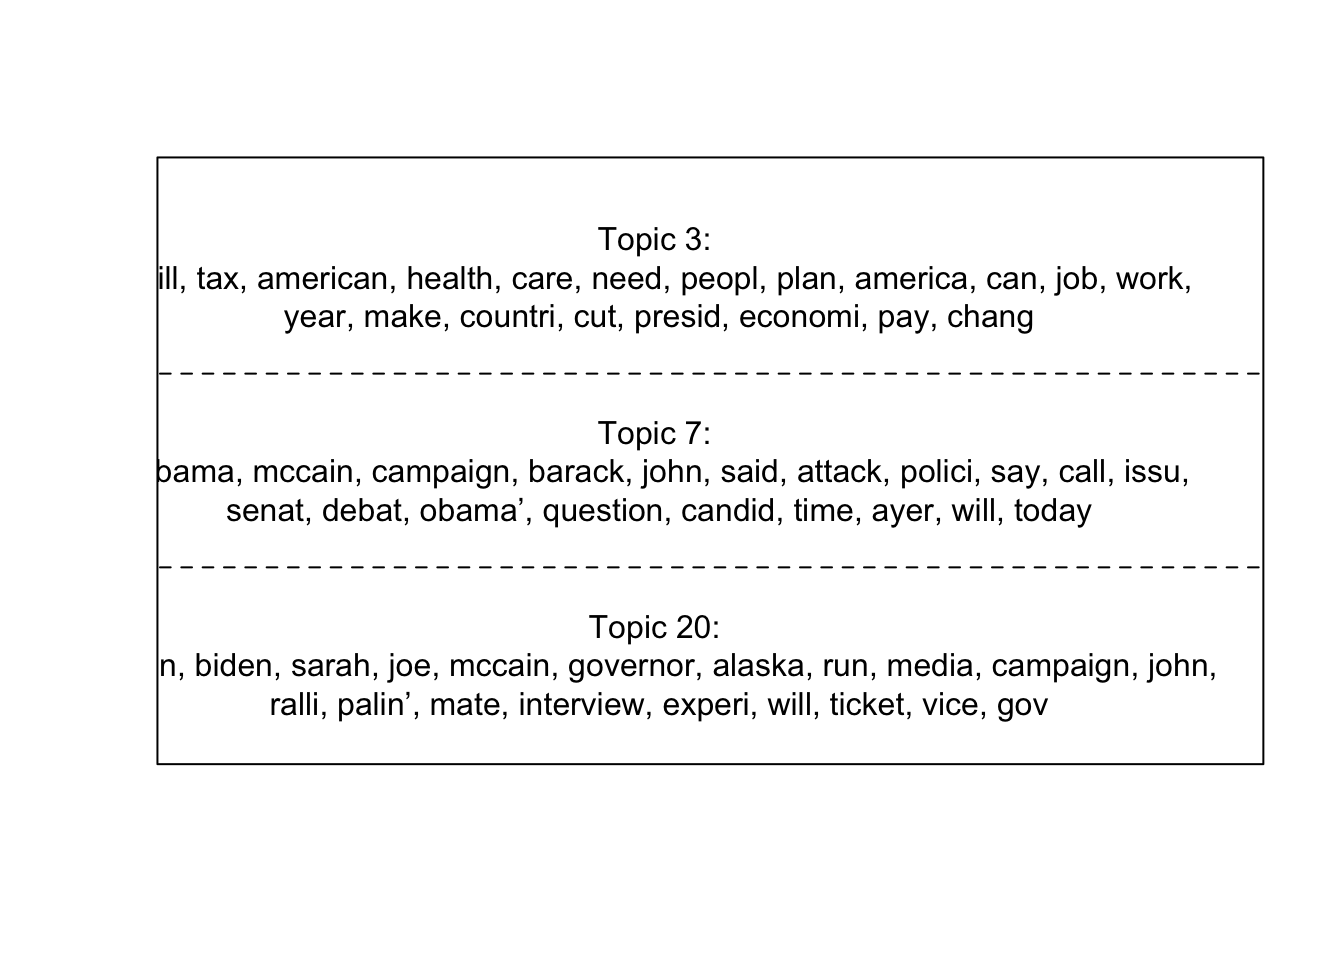 Topic 3:
ill, tax, american, health, care, need, peopl, plan, america, can, job, work,
year, make, countri, cut, presid, economi, pay, chang
Topic 7:
bama, mccain, campaign, barack, john, said, attack, polici, say, call, issu,
senat, debat, obama’, question, candid, time, ayer, will, today
Topic 20:
n, biden, sarah, joe, mccain, governor, alaska, run, media, campaign, john,
ralli, palin’, mate, interview, experi, will, ticket, vice, gov